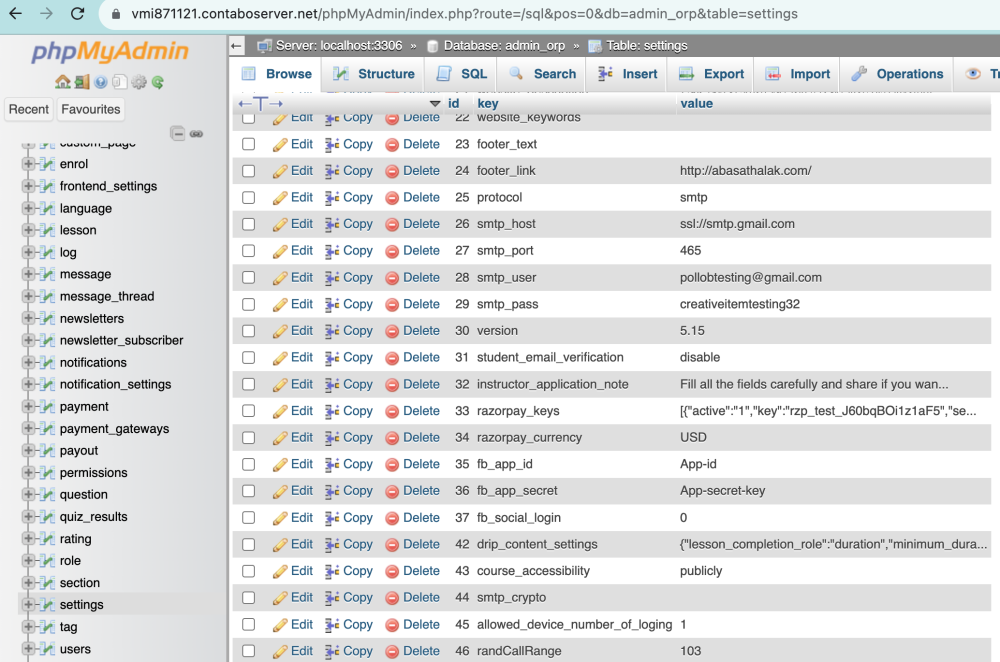 vmi871121.contaboserver.net/phpMyAdmin/index.php?route=/sql&pos=0&db=admin_orp&table=settings
phpMyAdmin
Recent Favourites
custom_page
enrol
frontend_settings
language
lesson
log
message
message_thread
newsletters
newsletter_subscriber
notifications
notification_settings
payment
payment_gateways
payout
permissions
question
quiz_results
rating
role
section
settings
tag
users
Server: localhost:3306 » Database: admin_orp » Table: settings
Browse Structure SQL Search Insert Export Import Operations Tr
id key value
Edit Copy Delete 22 website_keywords
Edit Copy Delete 23 footer_text
Edit Copy Delete 24 footer_link http://abasathalak.com/
Edit Copy Delete 25 protocol smtp
Edit Copy Delete 26 smtp_host ssl://smtp.gmail.com
Edit Copy Delete 27 smtp_port 465
Edit Copy Delete 28 smtp_user pollobtesting@gmail.com
Edit Copy Delete 29 smtp_pass creativeitemtesting32
Edit Copy Delete 30 version 5.15
Edit Copy Delete 31 student_email_verification disable
Edit Copy Delete 32 instructor_application_note Fill all the fields carefully and share if you wan...
Edit Copy Delete 33 razorpay_keys [{"active":"1","key":"rzp_test_J60bqBOi1z1aF5","se...
Edit Copy Delete 34 razorpay_currency USD
Edit Copy Delete 35 fb_app_id App-id
Edit Copy Delete 36 fb_app_secret App-secret-key
Edit Copy Delete 37 fb_social_login 0
Edit Copy Delete 42 drip_content_settings {"lesson_completion_role":"duration","minimum_dura...
Edit Copy Delete 43 course_accessibility publicly
Edit Copy Delete 44 smtp_crypto
Edit Copy Delete 45 allowed_device_number_of_loging 1
Edit Copy Delete 46 randCallRange 103